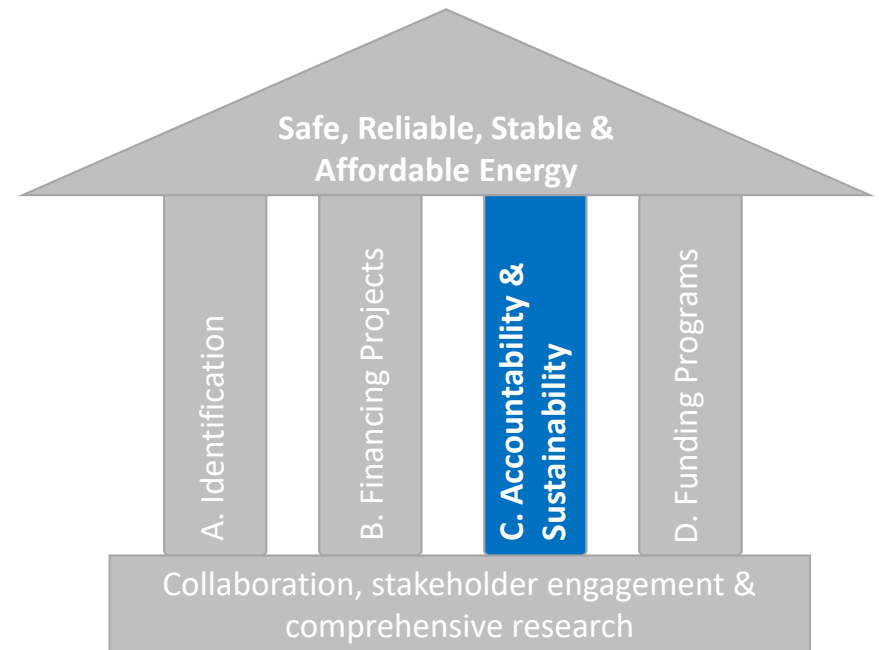 Safe, Reliable, Stable &
Affordable Energy
A. Identification
B. Financing Projects
C. Accountability &
Sustainability
D. Funding Programs
Collaboration, stakeholder engagement &
comprehensive research